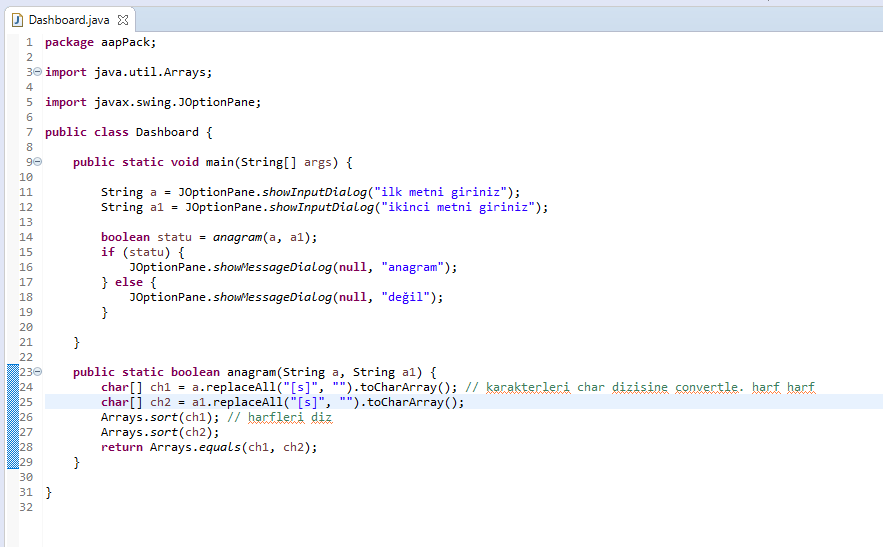 Dashboard.java
1 package aapPack;
2
3 import java.util.Arrays;
4
5 import javax.swing.JOptionPane;
6
7 public class Dashboard {
8
9 public static void main(String[] args) {
10
11 String a = JOptionPane.showInputDialog("ilk metni giriniz");
12 String a1 = JOptionPane.showInputDialog("ikinci metni giriniz");
13
14 boolean statu = anagram(a, a1);
15 if (statu) {
16 JOptionPane.showMessageDialog(null, "anagram");
17 } else {
18 JOptionPane.showMessageDialog(null, "değil");
19 }
20
21 }
22
23 public static boolean anagram(String a, String a1) {
24 char[] ch1 = a.replaceAll("[s]", "").toCharArray(); // karakterleri char dizisine convertle. harf harf
25 char[] ch2 = a1.replaceAll("[s]", "").toCharArray();
26 Arrays.sort(ch1); // harfleri diz
27 Arrays.sort(ch2);
28 return Arrays.equals(ch1, ch2);
29 }
30
31 }
32